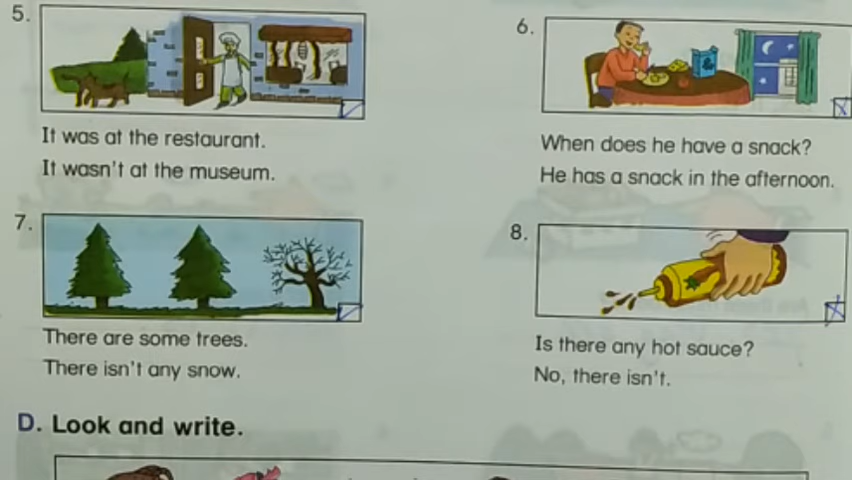 5.
It was at the restaurant.
It wasn't at the museum.
6.
When does he have a snack?
He has a snack in the afternoon.
7.
There are some trees.
There isn't any snow.
8.
Is there any hot sauce?
No, there isn't.
D. Look and write.